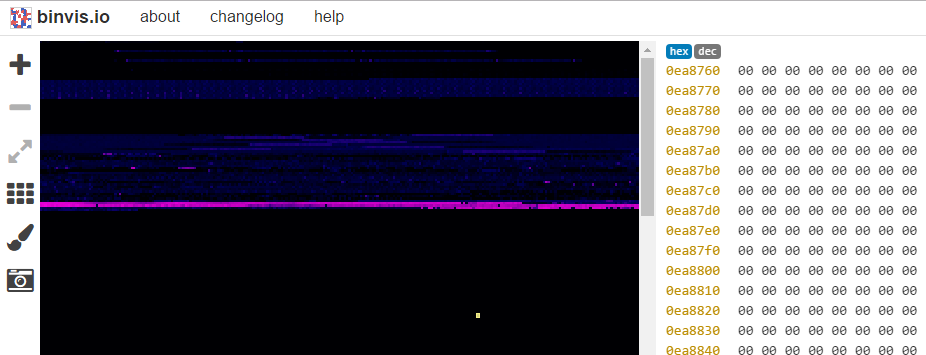 binvis.io about changelog help
hex dec
0ea8760 00 00 00 00 00 00 00 00
0ea8770 00 00 00 00 00 00 00 00
0ea8780 00 00 00 00 00 00 00 00
0ea8790 00 00 00 00 00 00 00 00
0ea87a0 00 00 00 00 00 00 00 00
0ea87b0 00 00 00 00 00 00 00 00
0ea87c0 00 00 00 00 00 00 00 00
0ea87d0 00 00 00 00 00 00 00 00
0ea87e0 00 00 00 00 00 00 00 00
0ea87f0 00 00 00 00 00 00 00 00
0ea8800 00 00 00 00 00 00 00 00
0ea8810 00 00 00 00 00 00 00 00
0ea8820 00 00 00 00 00 00 00 00
0ea8830 00 00 00 00 00 00 00 00
0ea8840 00 00 00 00 00 00 00 00